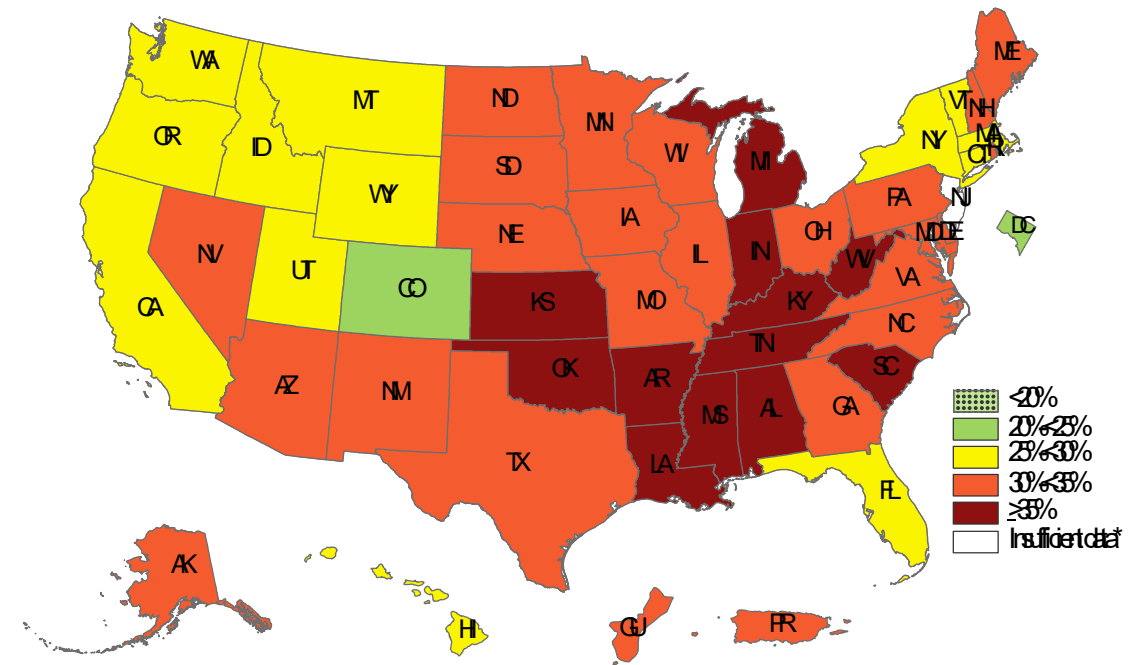 WA
MT
ND
MN
ME
VT
NH
OR
ID
SD
WI
MI
NY
MA
CT
RI
WY
NE
IA
PA
NJ
NV
UT
CO
KS
MO
IL
IN
OH
WV
MD
DE
DC
VA
KY
CA
NC
TN
AZ
NM
OK
AR
SC
MS
AL
GA
TX
LA
FL
<20%
20%-<25%
25%-<30%
30%-<35%
≥35%
Insufficient data*
AK
HI
GU
PR